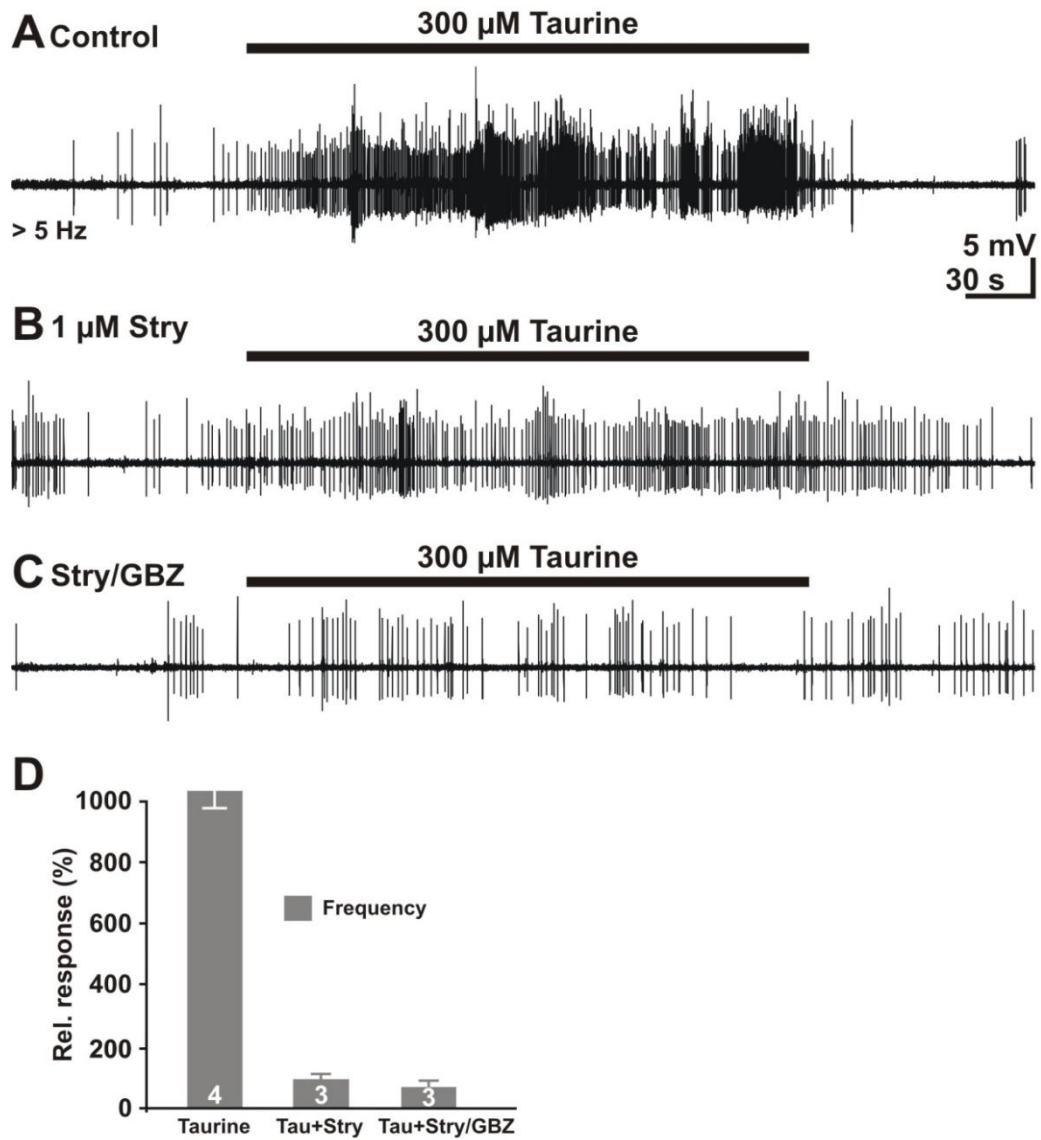 A Control
300 µM Taurine
> 5 Hz
5 mV
30 s
B 1 µM Stry
300 µM Taurine
C Stry/GBZ
300 µM Taurine
D
Rel. response (%)
1000
800
600
400
200
0
Frequency
4
3
3
Taurine
Tau+Stry
Tau+Stry/GBZ